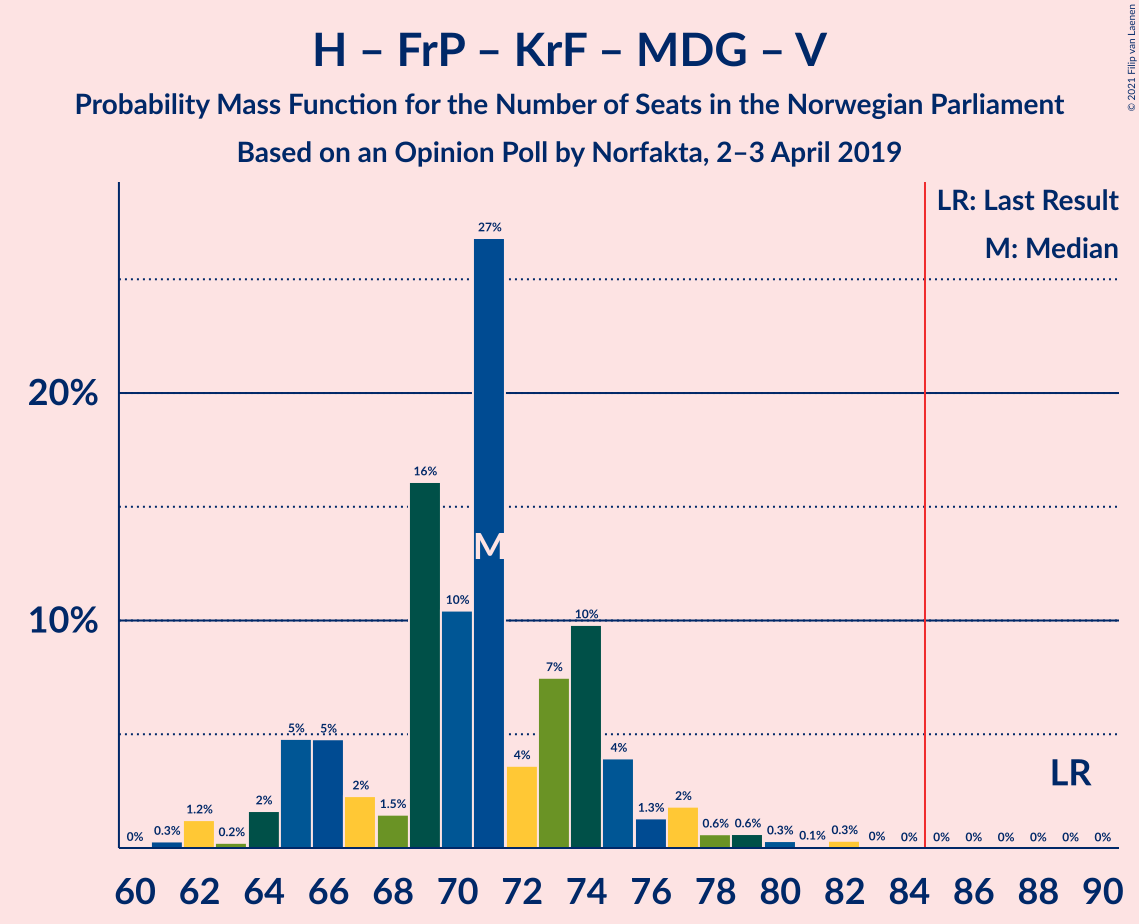 H – FrP – KrF – MDG – V
Probability Mass Function for the Number of Seats in the Norwegian Parliament
Based on an Opinion Poll by Norfakta, 2–3 April 2019
© 2021 Filip van Laenen
LR: Last Result
M: Median
20%
10%
0% 0.3% 1.2% 0.2% 2% 5% 5% 2% 1.5% 16% 10% 27% 4% 7% 10% 4% 1.3% 2% 0.6% 0.6% 0.3% 0.1% 0.3% 0% 0% 0% 0% 0% 0% 0% 0%
M
LR
60 62 64 66 68 70 72 74 76 78 80 82 84 86 88 90